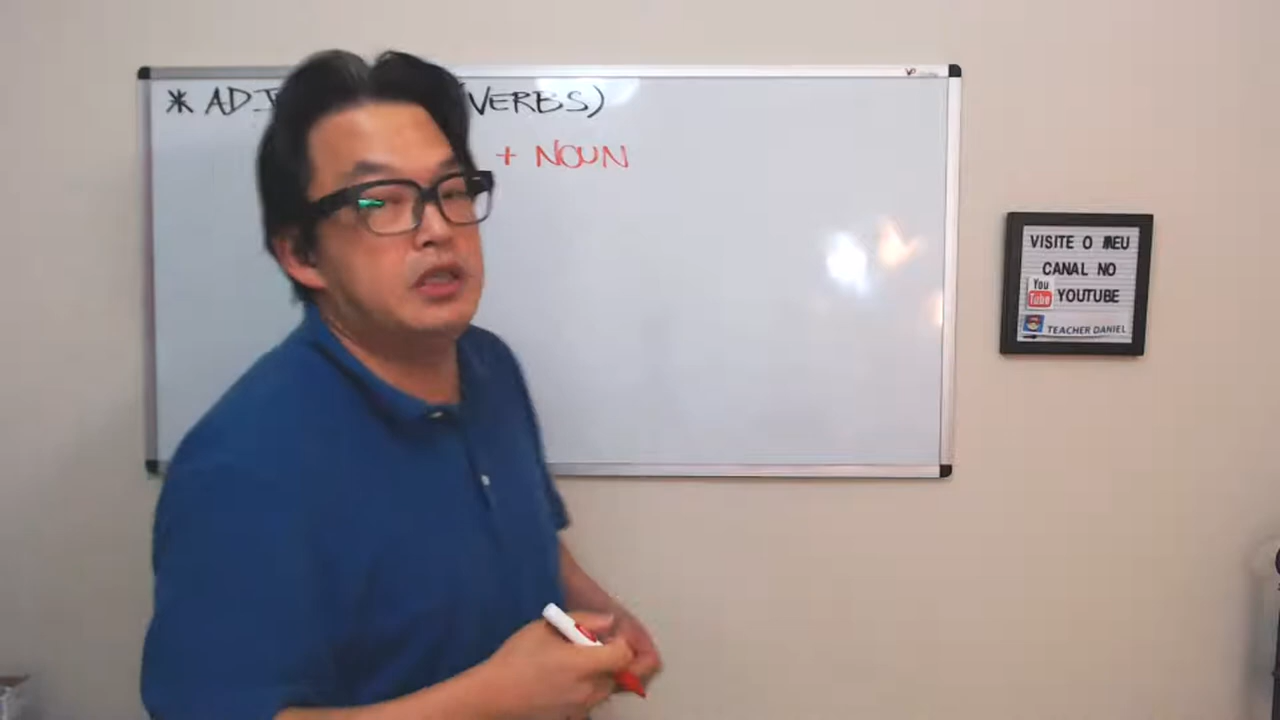 * ADJ (VERBS)
+ NOUN
VISITE O MEU
CANAL NO
You
Tube YOUTUBE
TEACHER DANIEL